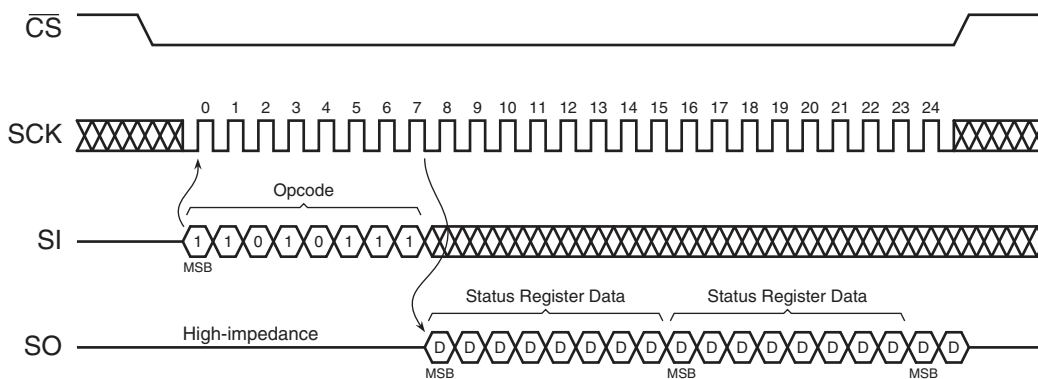 CS
0 1 2 3 4 5 6 7 8 9 10 11 12 13 14 15 16 17 18 19 20 21 22 23 24
SCK
Opcode
SI 1 1 0 1 0 1 1 1
MSB
Status Register Data Status Register Data
High-impedance
SO D D D D D D D D D D D D D D D D D D
MSB MSB MSB